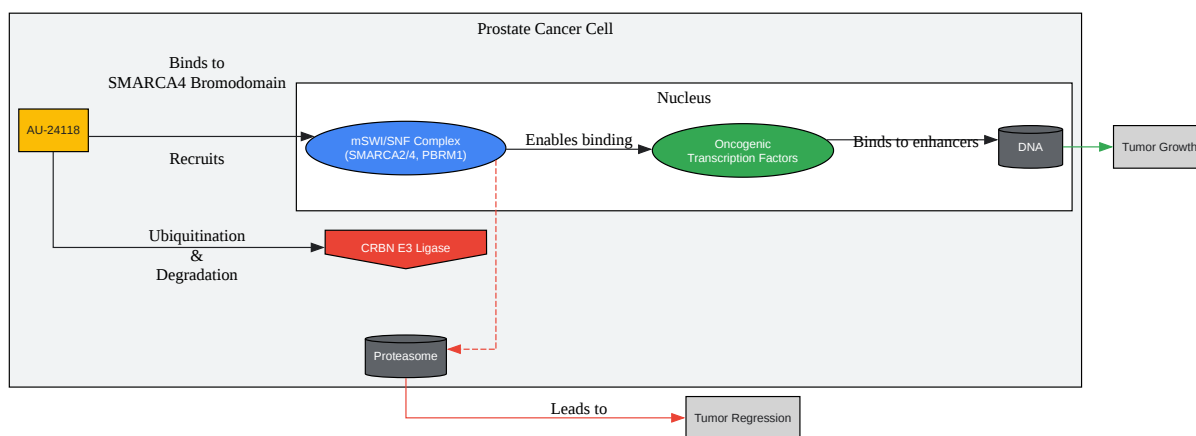 Prostate Cancer Cell
Binds to
SMARCA4 Bromodomain
Nucleus
AU-24118
mSWI/SNF Complex
(SMARCA2/4, PBRM1)
Enables binding
Oncogenic
Transcription Factors
Binds to enhancers
DNA
Tumor Growth
Recruits
Ubiquitination
&
Degradation
CRBN E3 Ligase
Proteasome
Leads to
Tumor Regression